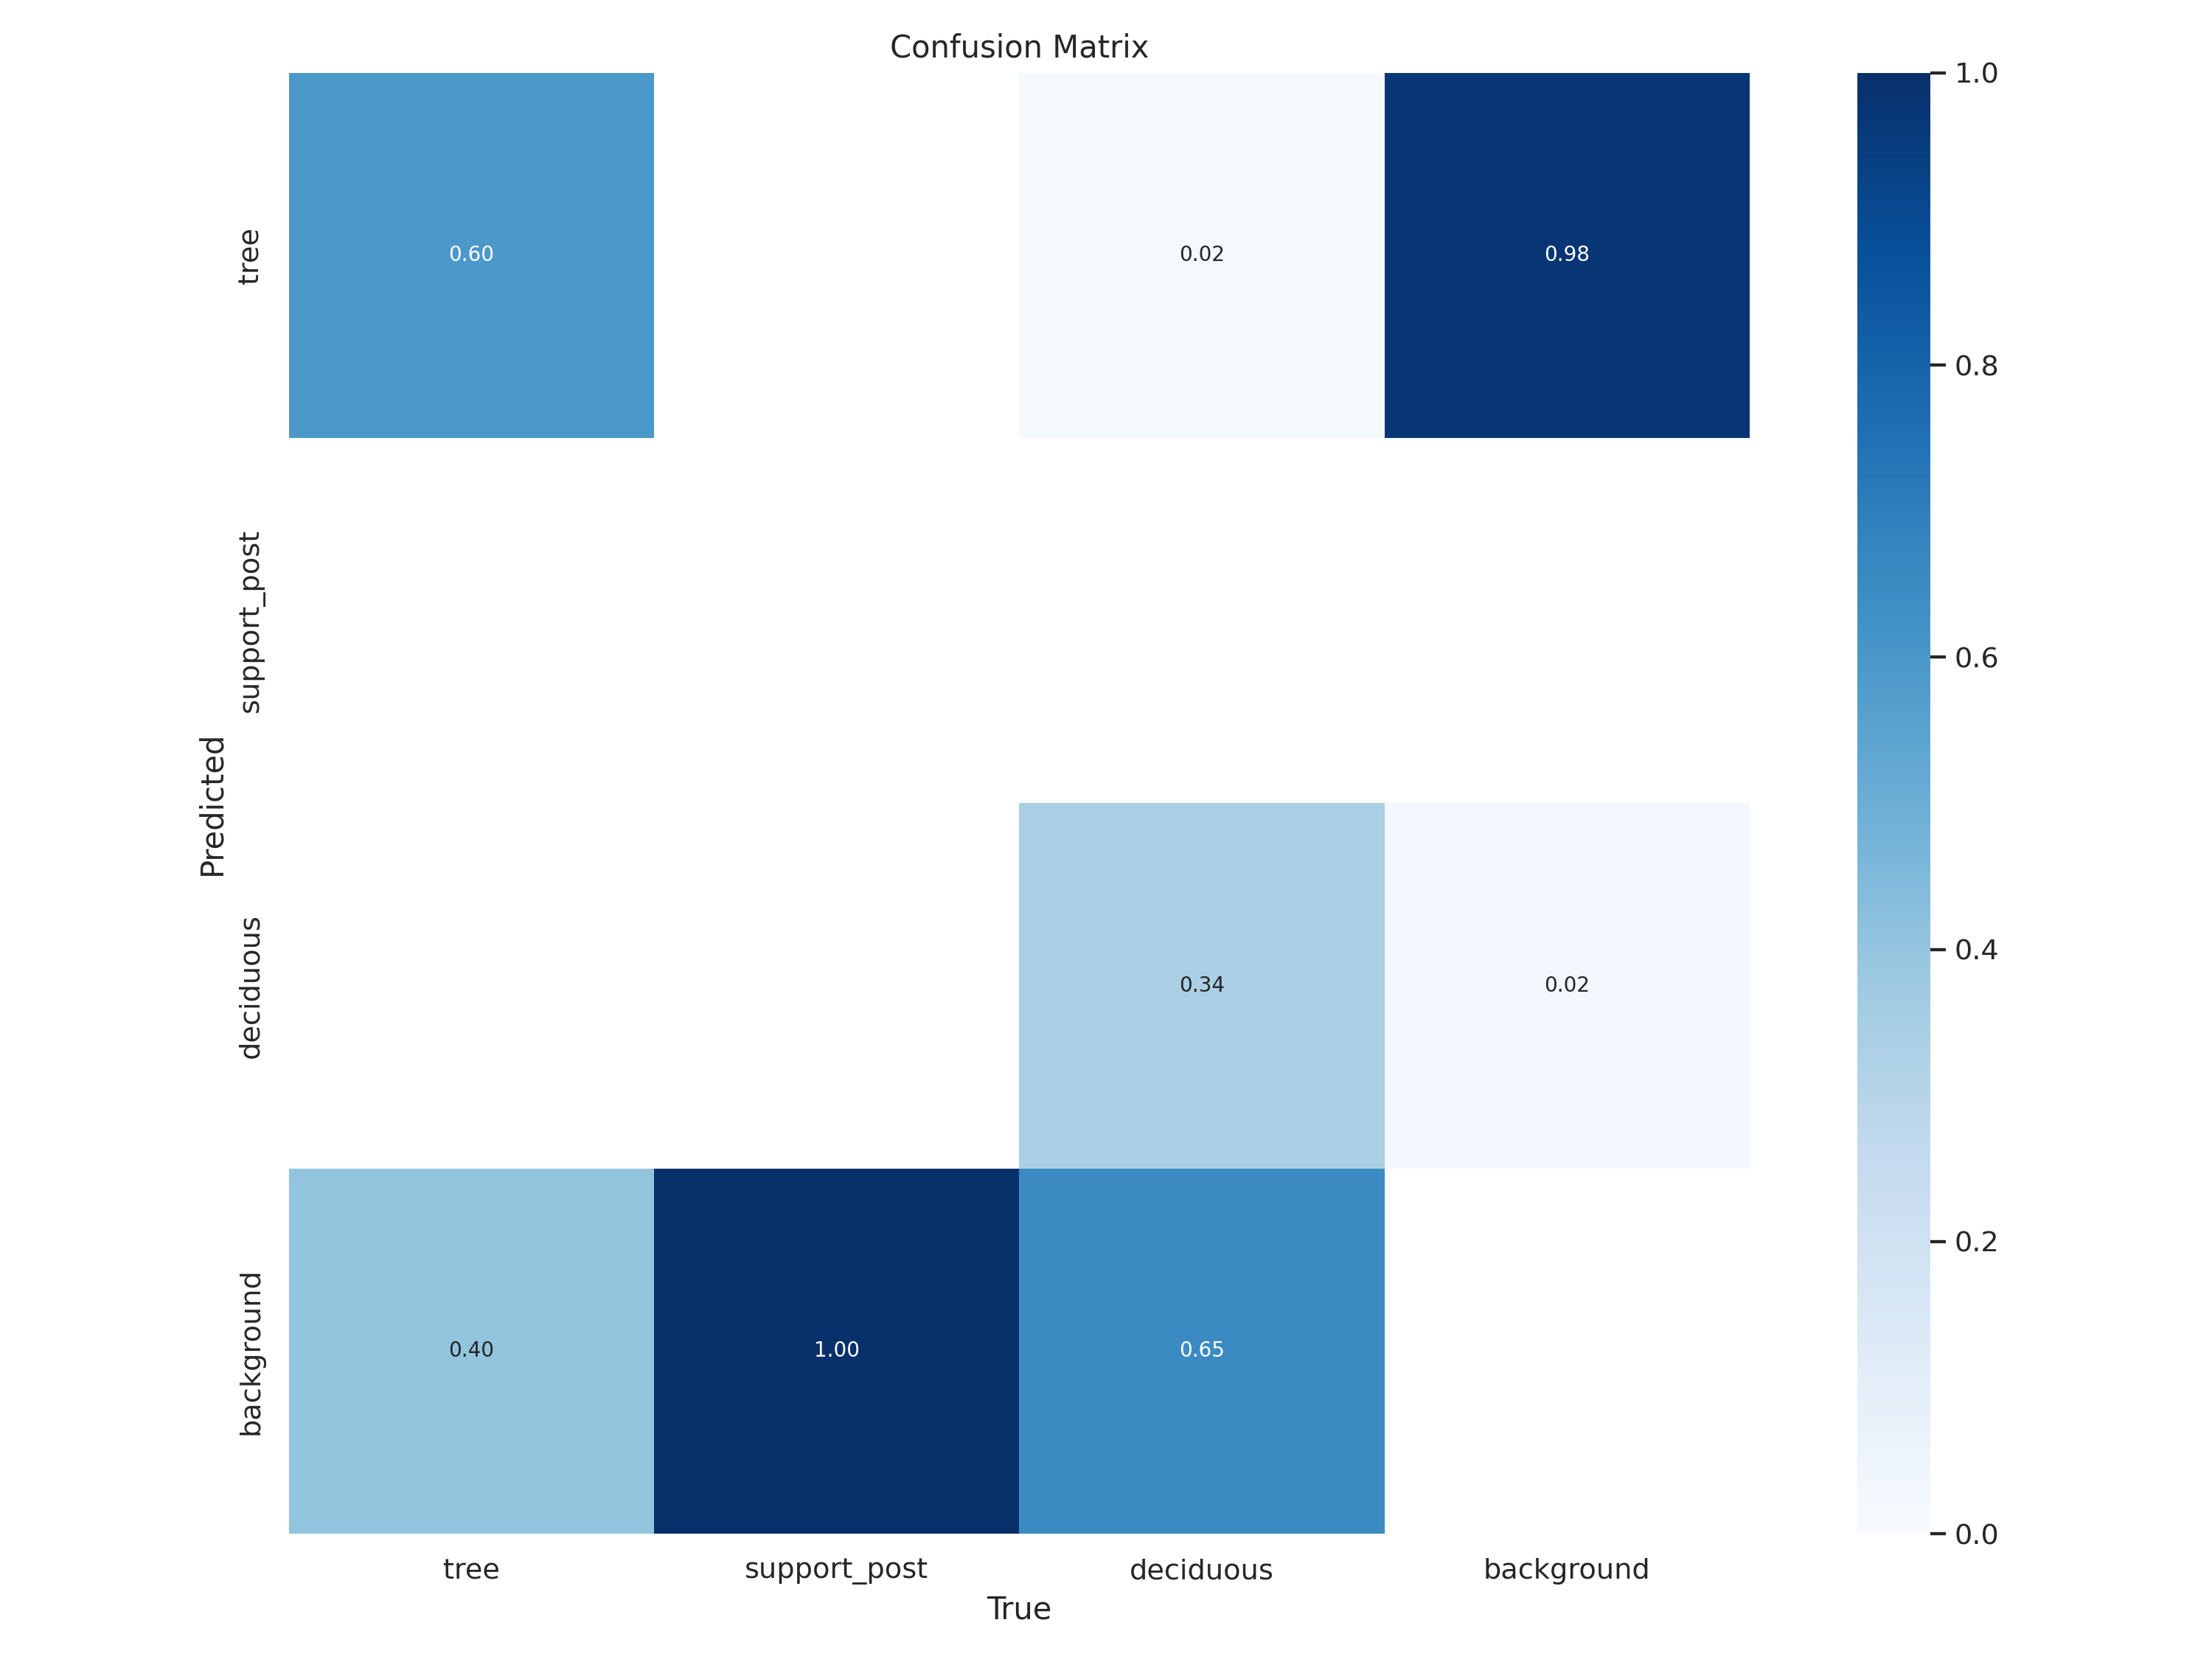 Confusion Matrix
tree
support_post
deciduous
background
Predicted
0.60
0.02
0.98
0.34
0.02
0.40
1.00
0.65
tree
support_post
deciduous
background
True
1.0
0.8
0.6
0.4
0.2
0.0